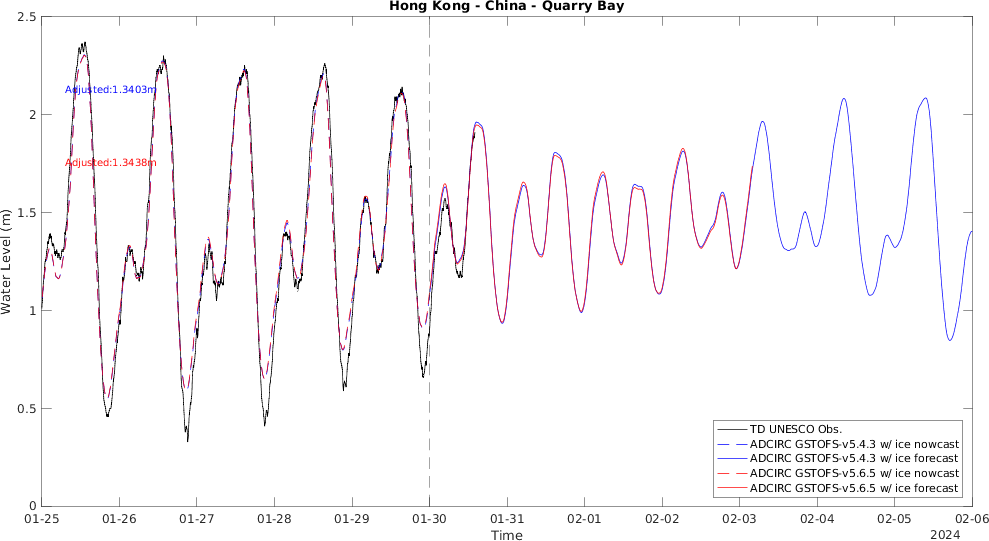 Hong Kong - China - Quarry Bay
Water Level (m)
2.5
2
1.5
1
0.5
0
Adjusted:1.3403m
Adjusted:1.3438m
TD UNESCO Obs.
ADCIRC GSTOFS-v5.4.3 w/ ice nowcast
ADCIRC GSTOFS-v5.4.3 w/ ice forecast
ADCIRC GSTOFS-v5.6.5 w/ ice nowcast
ADCIRC GSTOFS-v5.6.5 w/ ice forecast
01-25 01-26 01-27 01-28 01-29 01-30 01-31 02-01 02-02 02-03 02-04 02-05 02-06
Time
2024